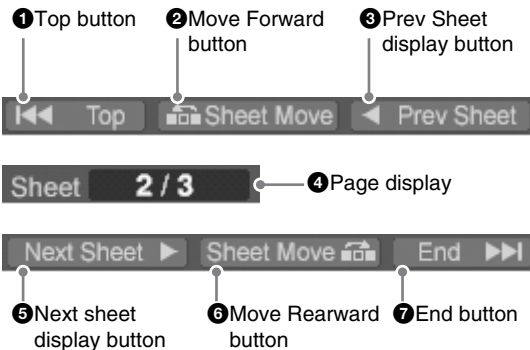 ❶Top button
❷Move Forward
button
❸Prev Sheet
display button
Top
Sheet Move
Prev Sheet
Sheet 2 / 3
❹Page display
Next Sheet
Sheet Move
End
❺Next sheet
display button
❻Move Rearward
button
❼End button